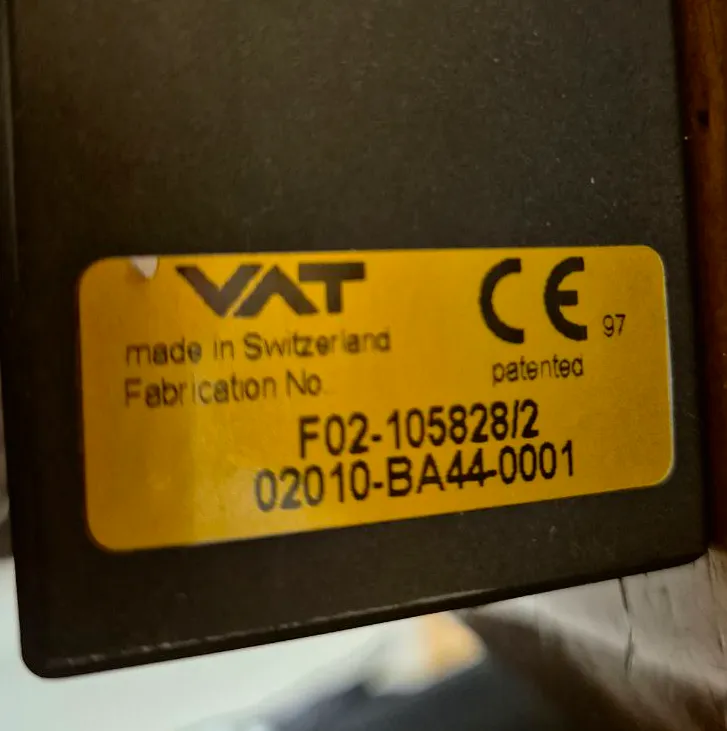 VAT
CE 97
made in Switzerland
patented
Fabrication No.
F02-105828/2
02010-BA44-0001